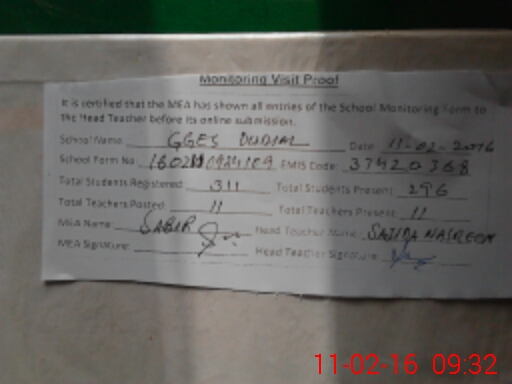 Monitoring Visit Proof
It is certified that the MEA has shown all entries of the School Monitoring Form to
the Head Teacher before its online submission.
School Name: GGES Date: 11-02-2016
School Form No: EMIS Code: 37420368
Total Students Registered: 311 Total Students Present: 296
Total Teachers Posted: 11 Total Teachers Present: 11
MEA Name: SABIR Head Teacher Name: SAJIDA NASREEN
MEA Signature: Head Teacher Signature:
11-02-16 09:32